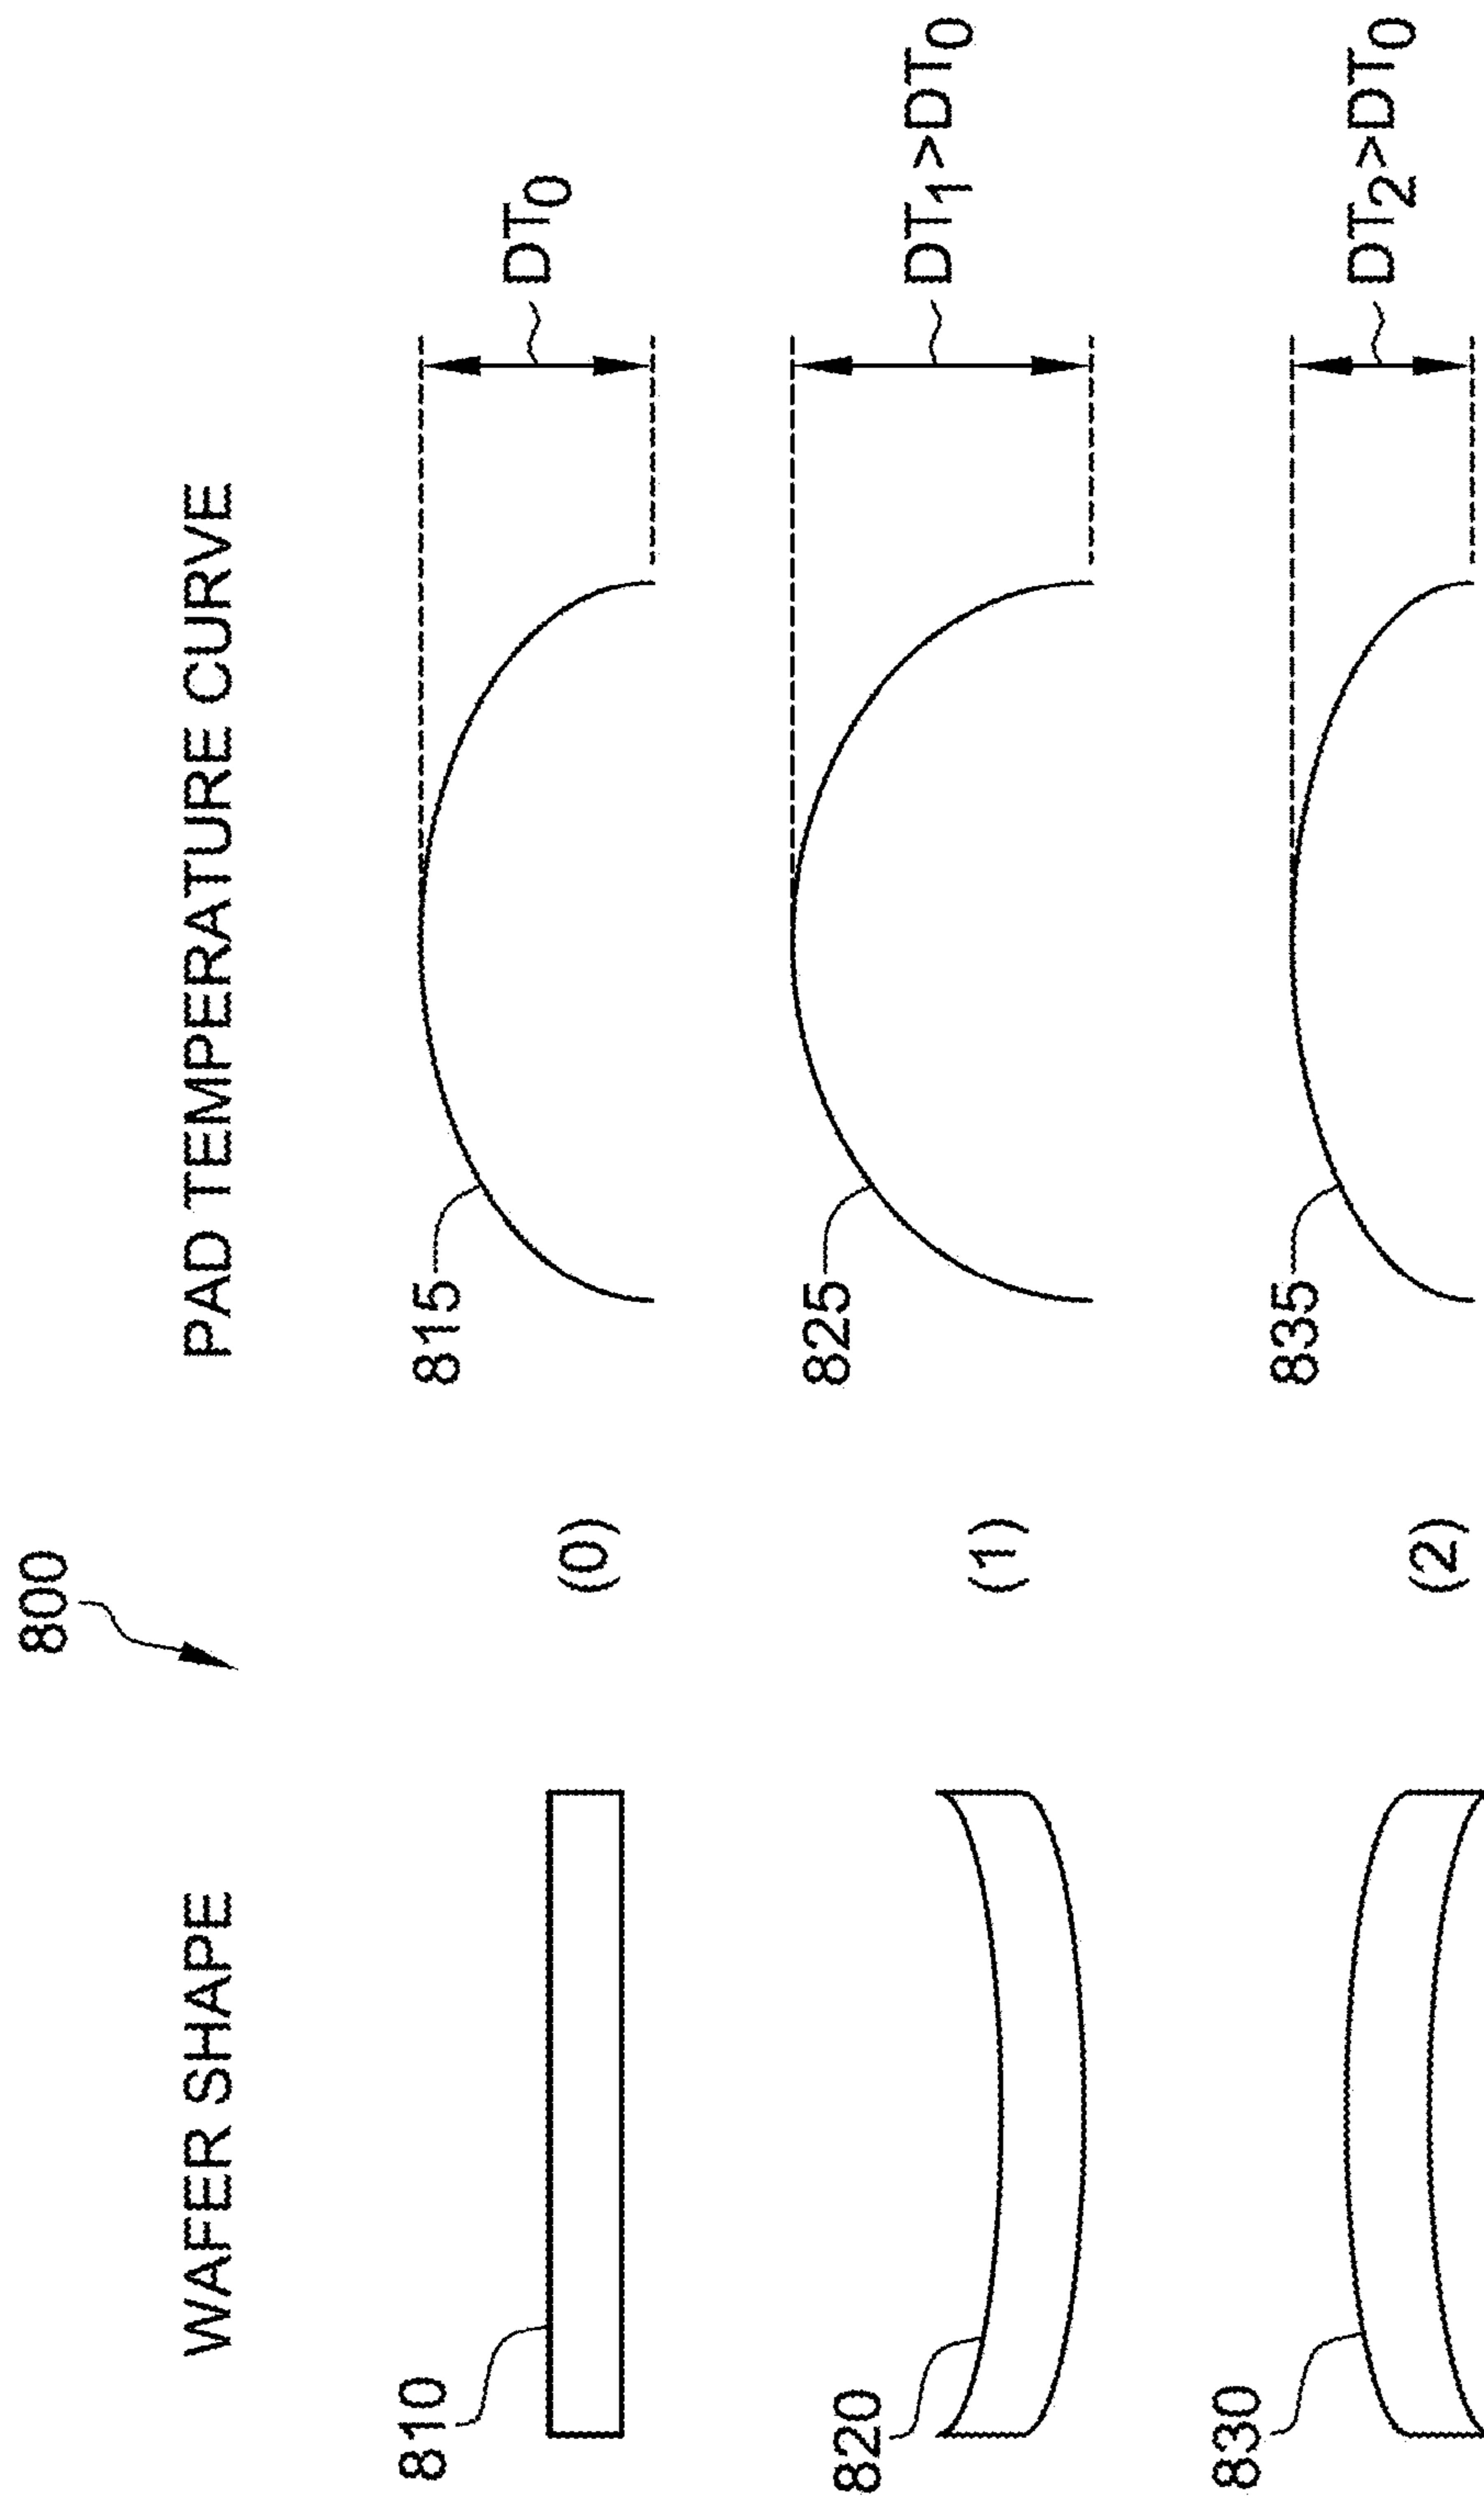 800
WAFER SHAPE
PAD TEMPERATURE CURVE
810
(0)
815
DT0
820
(1)
825
DT1>DT0
830
(2)
835
DT2>DT0